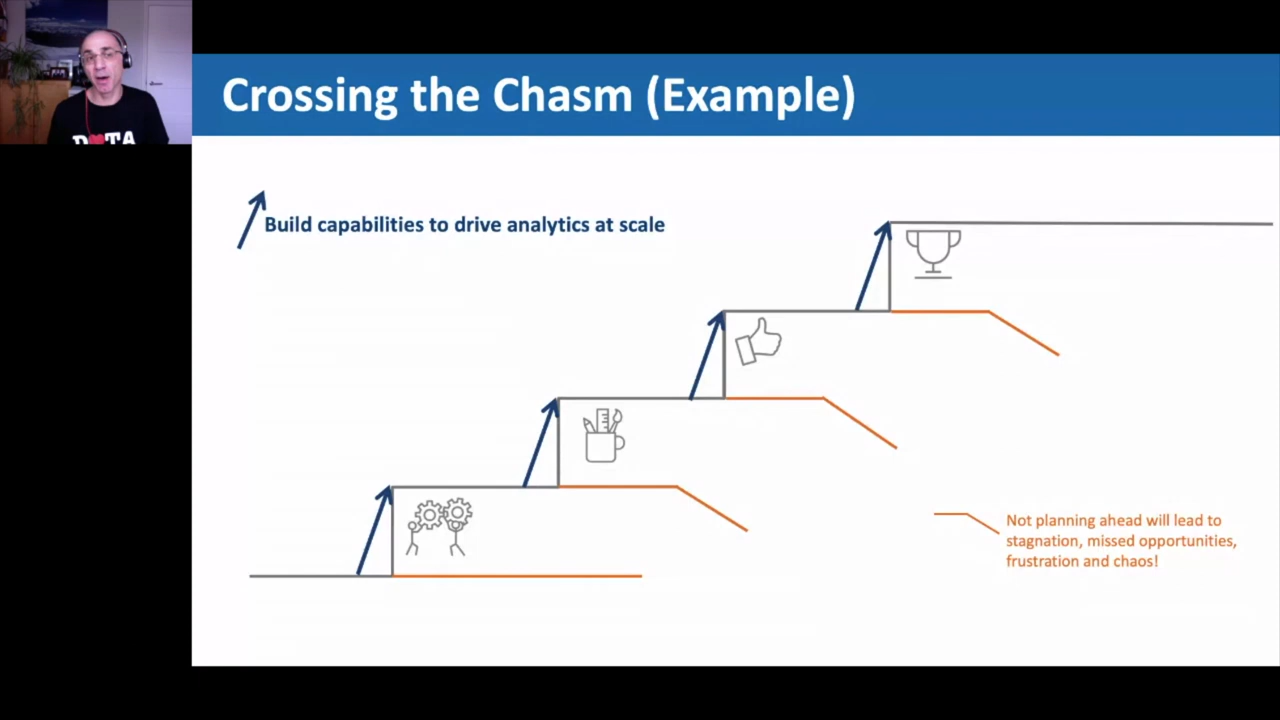 Crossing the Chasm (Example)
D♥TA
Build capabilities to drive analytics at scale
Not planning ahead will lead to
stagnation, missed opportunities,
frustration and chaos!